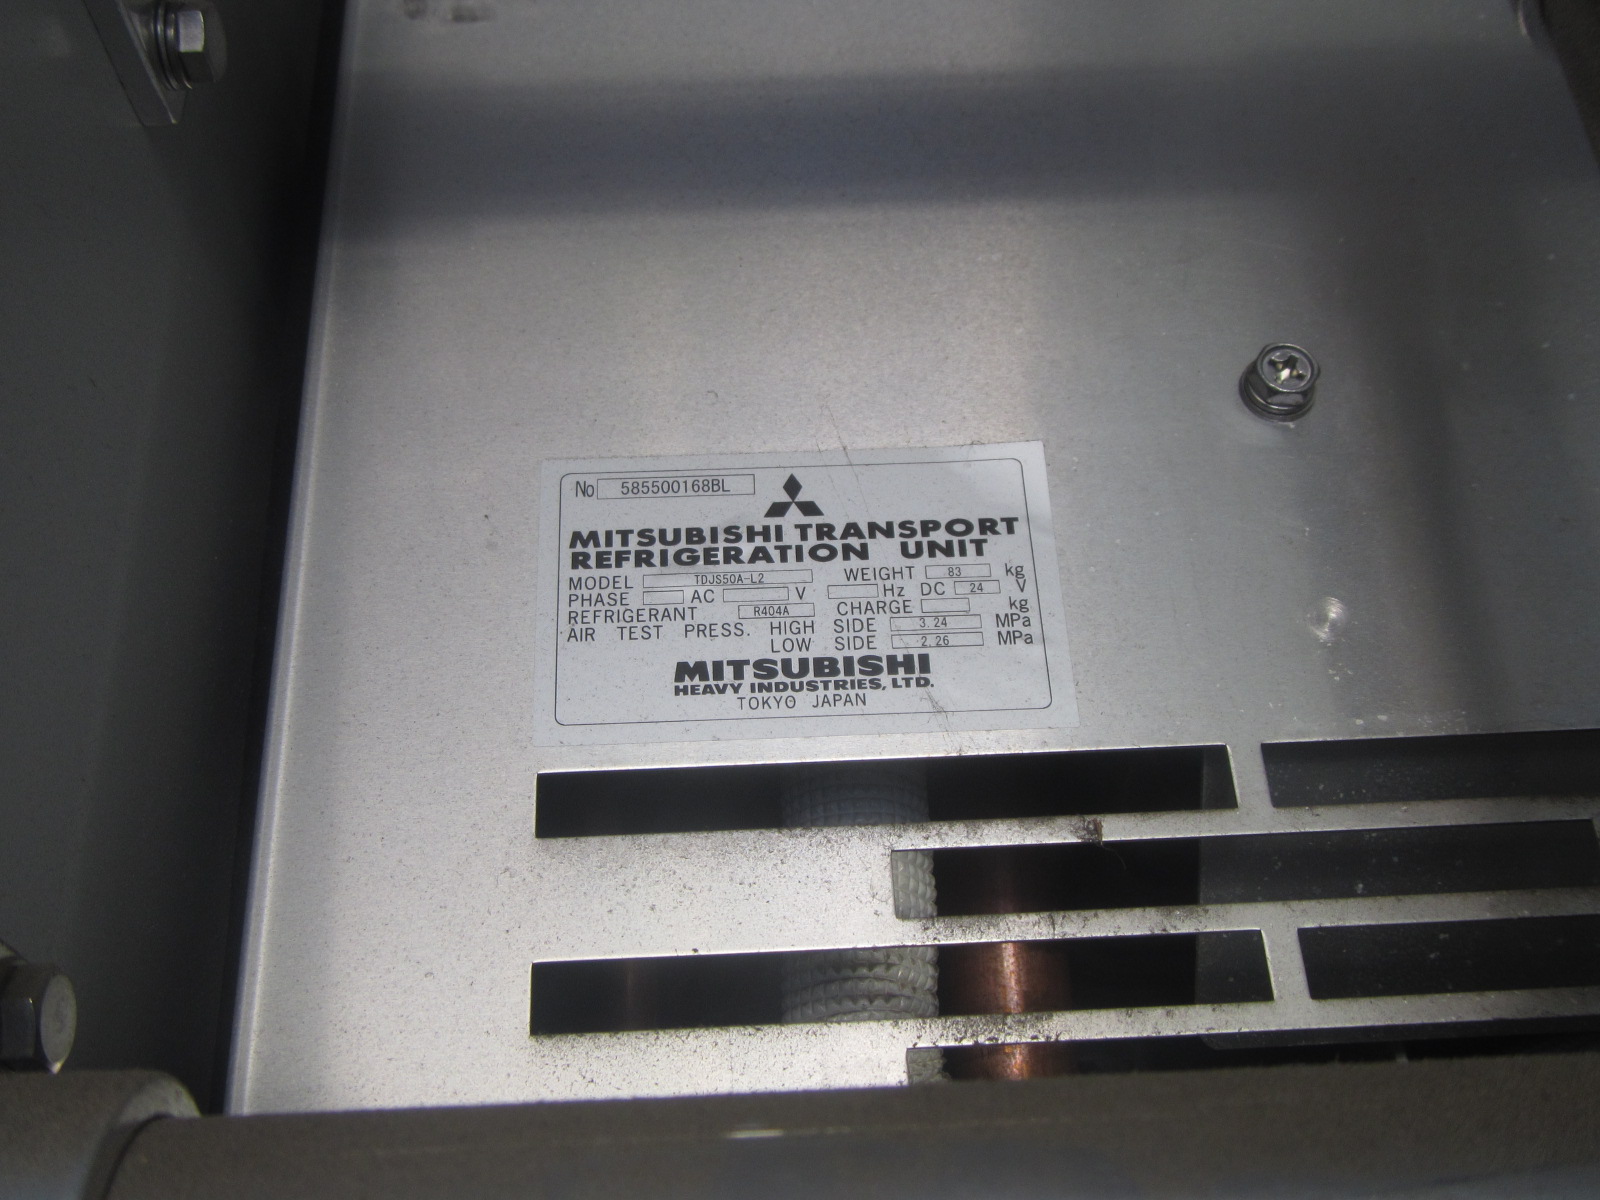 No 585500168BL
MITSUBISHI TRANSPORT
REFRIGERATION UNIT
MODEL TDJS50A-L2 WEIGHT 83 kg
PHASE AC V Hz DC 24 V
REFRIGERANT R404A CHARGE kg
AIR TEST PRESS. HIGH SIDE 3.24 MPa
LOW SIDE 2.26 MPa
MITSUBISHI
HEAVY INDUSTRIES, LTD.
TOKYO JAPAN